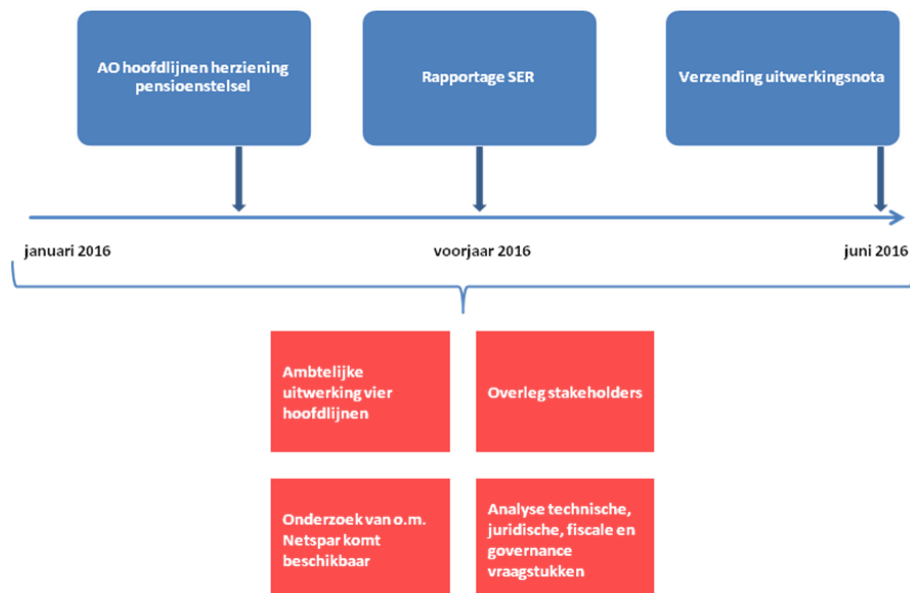 AO hoofdlijnen herziening
pensioenstelsel
Rapportage SER
Verzending uitwerkingsnota
januari 2016
voorjaar 2016
juni 2016
Ambtelijke
uitwerking vier
hoofdlijnen
Overleg stakeholders
Onderzoek van o.m.
Netspar komt
beschikbaar
Analyse technische,
juridische, fiscale en
governance
vraagstukken